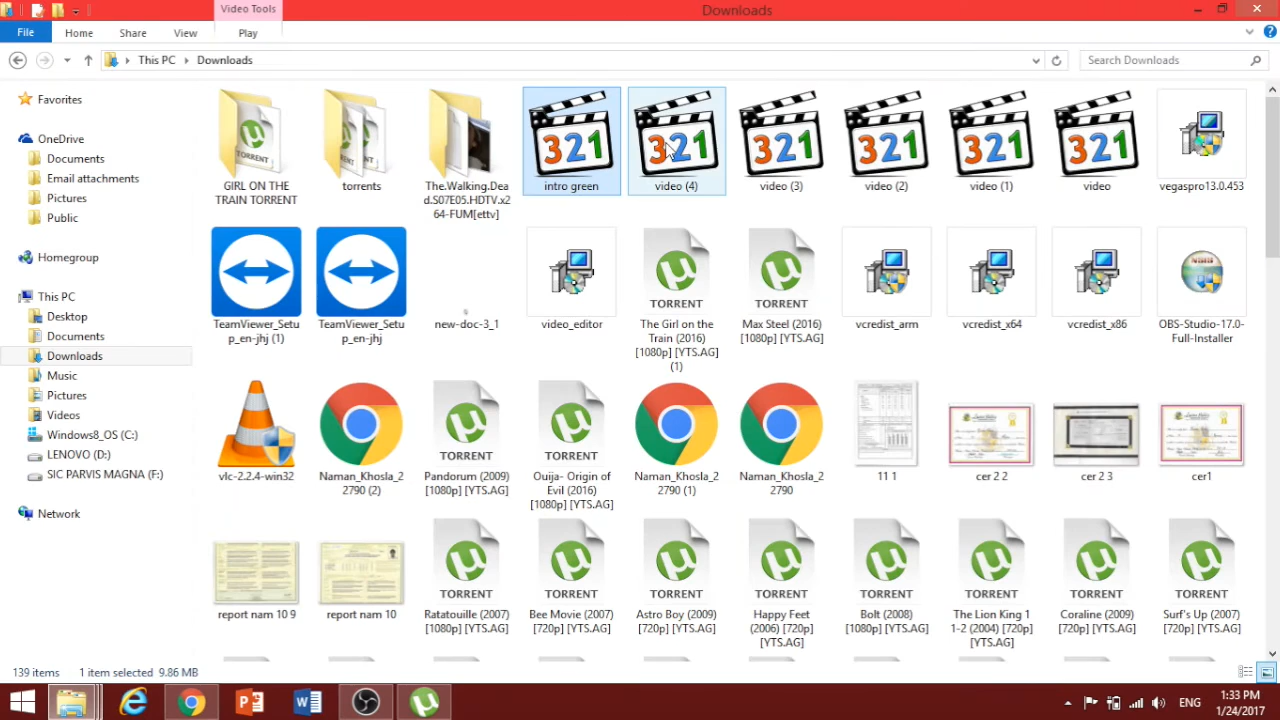 Video Tools
Downloads
File
Home
Share
View
Play
This PC
Downloads
Search Downloads
Favorites
OneDrive
Documents
Email attachments
Pictures
Public
Homegroup
This PC
Desktop
Documents
Downloads
Music
Pictures
Videos
Windows8_OS (C:)
LENOVO (D:)
SIC PARVIS MAGNA (F:)
Network
TORRENT
GIRL ON THE
TRAIN TORRENT
torrents
The.Walking.Dea
d.S07E05.HDTV.x2
64-FUM[ettv]
321
intro green
321
video (4)
321
video (3)
321
video (2)
321
video (1)
321
video
vegaspro13.0.453
TeamViewer_Setu
p_en-jhj (1)
TeamViewer_Setu
p_en-jhj
new-doc-3_1
video_editor
TORRENT
The Girl on the
Train (2016)
[1080p] [YTS.AG]
(1)
TORRENT
Max Steel (2016)
[1080p] [YTS.AG]
vcredist_arm
vcredist_x64
vcredist_x86
OBS-Studio-17.0-
Full-Installer
vlc-2.2.4-win32
Naman_Khosla_2
2790 (2)
TORRENT
Pandorum (2009)
[1080p] [YTS.AG]
TORRENT
Ouija- Origin of
Evil (2016)
[1080p] [YTS.AG]
Naman_Khosla_2
2790 (1)
Naman_Khosla_2
2790
11 1
cer 2 2
cer 2 3
cer1
report nam 10 9
report nam 10
TORRENT
Ratatouille (2007)
[1080p] [YTS.AG]
TORRENT
Bee Movie (2007)
[720p] [YTS.AG]
TORRENT
Astro Boy (2009)
[720p] [YTS.AG]
TORRENT
Happy Feet
(2006) [720p]
[YTS.AG]
TORRENT
Bolt (2008)
[1080p] [YTS.AG]
TORRENT
The Lion King 1
1-2 (2004) [720p]
[YTS.AG]
TORRENT
Coraline (2009)
[720p] [YTS.AG]
TORRENT
Surf's Up (2007)
[720p] [YTS.AG]
139 items
1 item selected 9.86 MB
ENG
1:33 PM
1/24/2017